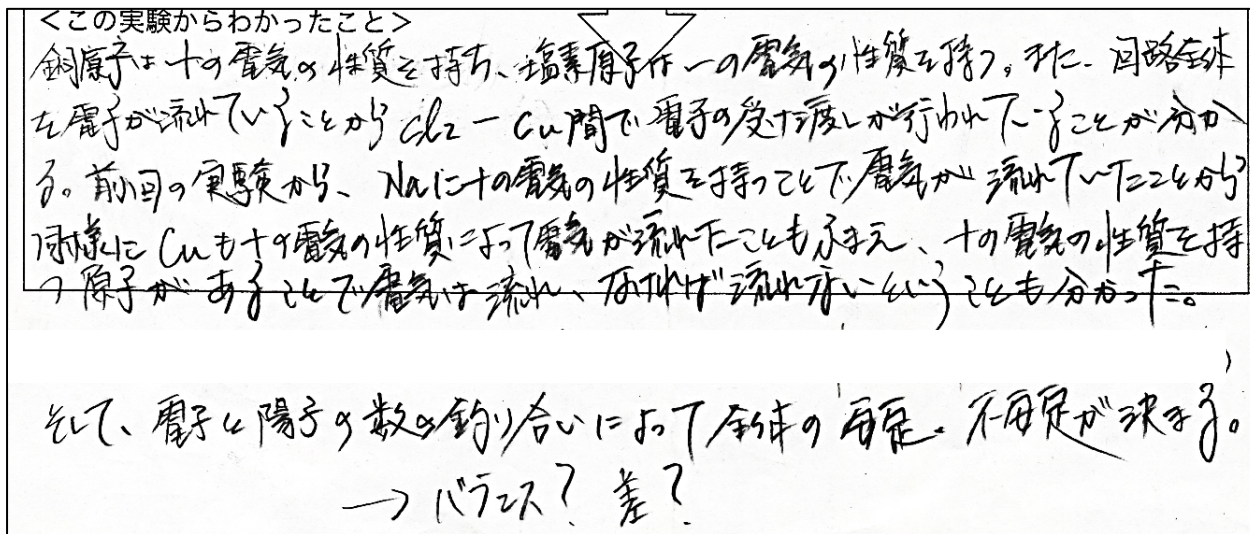 <この実験からわかったこと>
銅原子は+の電気の性質を持ち、塩素原子は-の電気の性質を持つ。また、回路全体
を電子が流れていることからCl2-Cu間で電子の受け渡しが行われていることが分か
る。前回の実験から、Naに+の電気の性質を持つことで電気が流れていたことから
同様にCuも+の電気の性質によって電気が流れたこともふまえ、+の電気の性質を持
つ原子があることで電気は流れ、なければ流れないということも分かった。
そして、電子と陽子の数の釣り合いによって全体の安定・不安定が決まる。
→バランス?差?